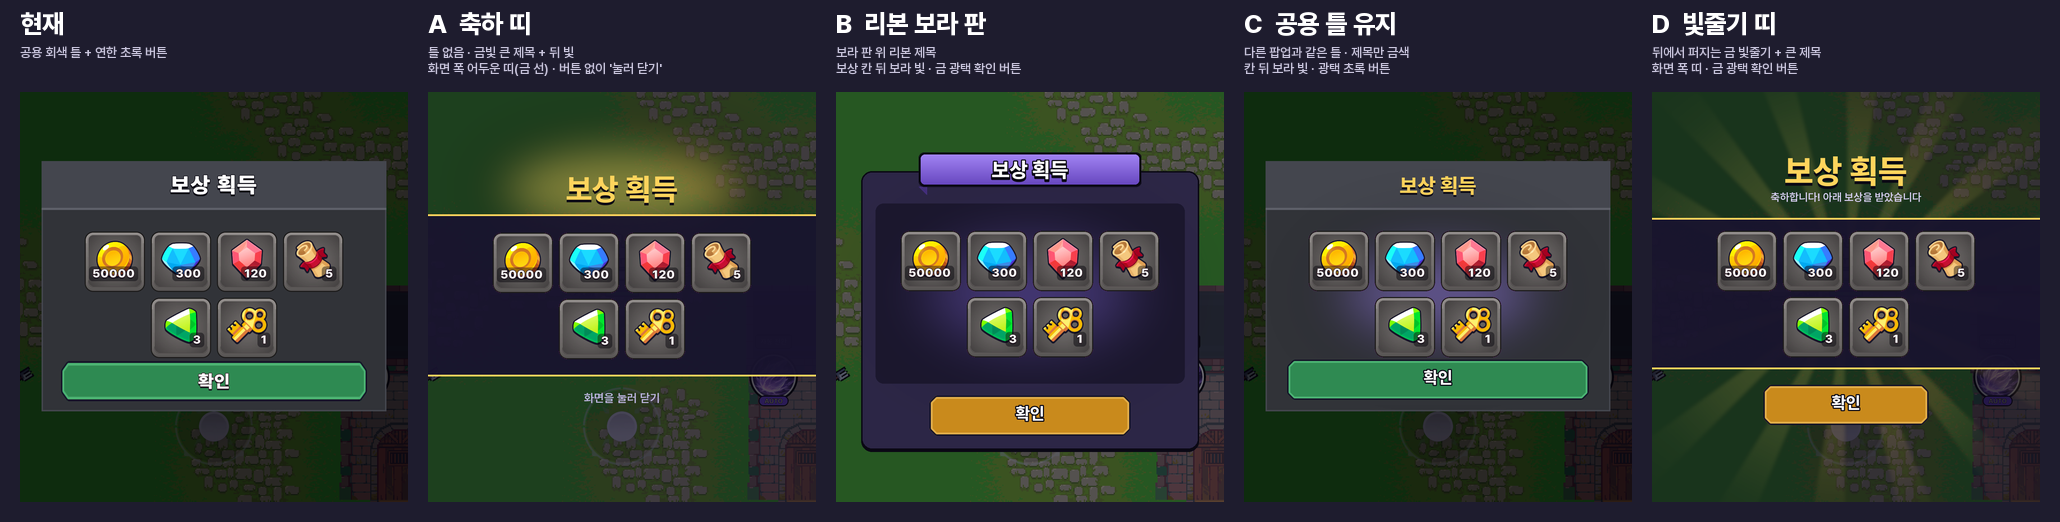 현재
공용 회색 틀 + 연한 초록 버튼
보상 획득
50000
300
120
5
3
1
확인
A 축하 띠
틀 없음 · 금빛 큰 제목 + 뒤 빛
화면 폭 어두운 띠(금 선) · 버튼 없이 '눌러 닫기'
보상 획득
50000
300
120
5
3
1
화면을 눌러 닫기
B 리본 보라 판
보라 판 위 리본 제목
보상 칸 뒤 보라 빛 · 금 광택 확인 버튼
보상 획득
50000
300
120
5
3
1
확인
C 공용 틀 유지
다른 팝업과 같은 틀 · 제목만 금색
칸 뒤 보라 빛 · 광택 초록 버튼
보상 획득
50000
300
120
5
3
1
확인
D 빛줄기 띠
뒤에서 퍼지는 금 빛줄기 + 큰 제목
화면 폭 띠 · 금 광택 확인 버튼
보상 획득
축하합니다! 아래 보상을 받았습니다
50000
300
120
5
3
1
확인